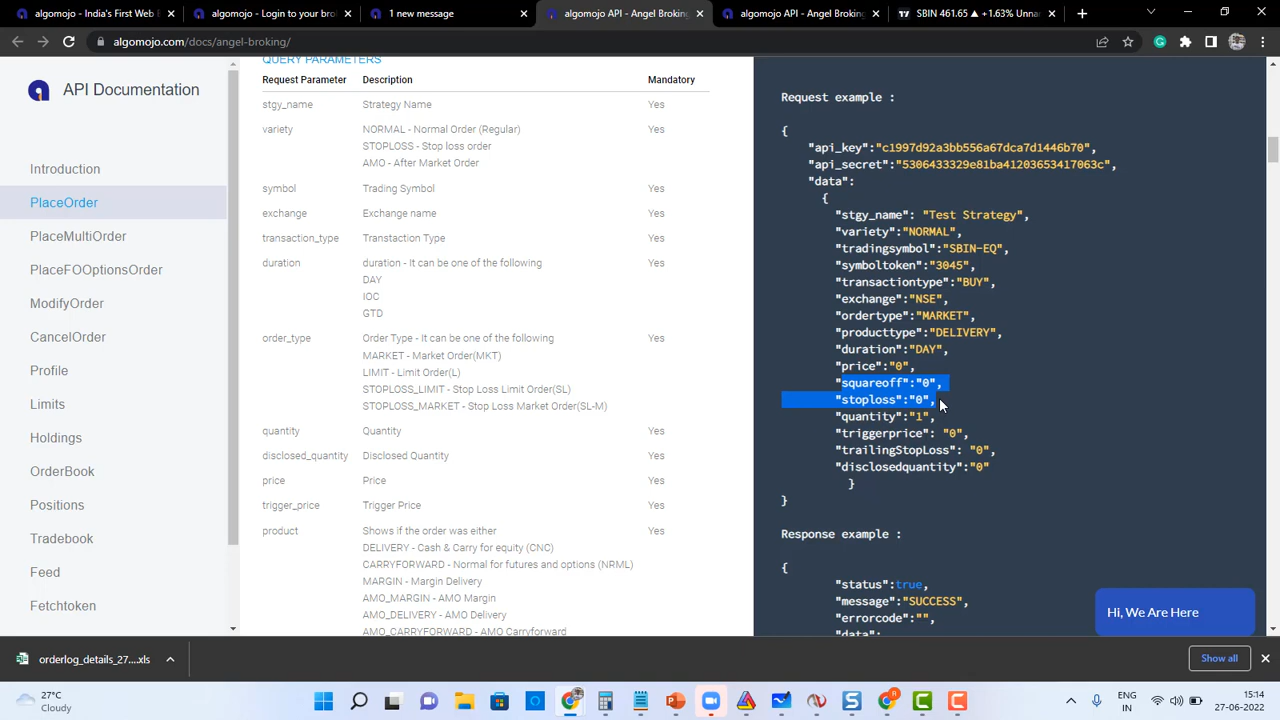 algomojo - India's First Web B
algomojo - Login to your brok
1 new message
algomojo API - Angel Broking
algomojo API - Angel Broking
SBIN 461.65 ▲ +1.63% Unnam
algomojo.com/docs/angel-broking/
API Documentation
Introduction
PlaceOrder
PlaceMultiOrder
PlaceFOOptionsOrder
ModifyOrder
CancelOrder
Profile
Limits
Holdings
OrderBook
Positions
Tradebook
Feed
Fetchtoken
QUERY PARAMETERS
Request Parameter Description Mandatory
stgy_name Strategy Name Yes
variety NORMAL - Normal Order (Regular) Yes
STOPLOSS - Stop loss order
AMO - After Market Order
symbol Trading Symbol Yes
exchange Exchange name Yes
transaction_type Transtaction Type Yes
duration duration - It can be one of the following Yes
DAY
IOC
GTD
order_type Order Type - It can be one of the following Yes
MARKET - Market Order(MKT)
LIMIT - Limit Order(L)
STOPLOSS_LIMIT - Stop Loss Limit Order(SL)
STOPLOSS_MARKET - Stop Loss Market Order(SL-M)
quantity Quantity Yes
disclosed_quantity Disclosed Quantity Yes
price Price Yes
trigger_price Trigger Price Yes
product Shows if the order was either Yes
DELIVERY - Cash & Carry for equity (CNC)
CARRYFORWARD - Normal for futures and options (NRML)
MARGIN - Margin Delivery
AMO_MARGIN - AMO Margin
AMO_DELIVERY - AMO Delivery
AMO_CARRYFORWARD - AMO Carryforward
Request example :
{
"api_key":"c1997d92a3bb556a67dca7d1446b70",
"api_secret":"5306433329e81ba41203653417063c",
"data":
{
"stgy_name": "Test Strategy",
"variety":"NORMAL",
"tradingsymbol":"SBIN-EQ",
"symboltoken":"3045",
"transactiontype":"BUY",
"exchange":"NSE",
"ordertype":"MARKET",
"producttype":"DELIVERY",
"duration":"DAY",
"price":"0",
"squareoff":"0",
"stoploss":"0",
"quantity":"1",
"triggerprice": "0",
"trailingStopLoss": "0",
"disclosedquantity":"0"
}
}
Response example :
{
"status":true,
"message":"SUCCESS",
"errorcode":"",
"data":
Hi, We Are Here
orderlog_details_27....xls
Show all
27°C
Cloudy
ENG
IN
15:14
27-06-2022